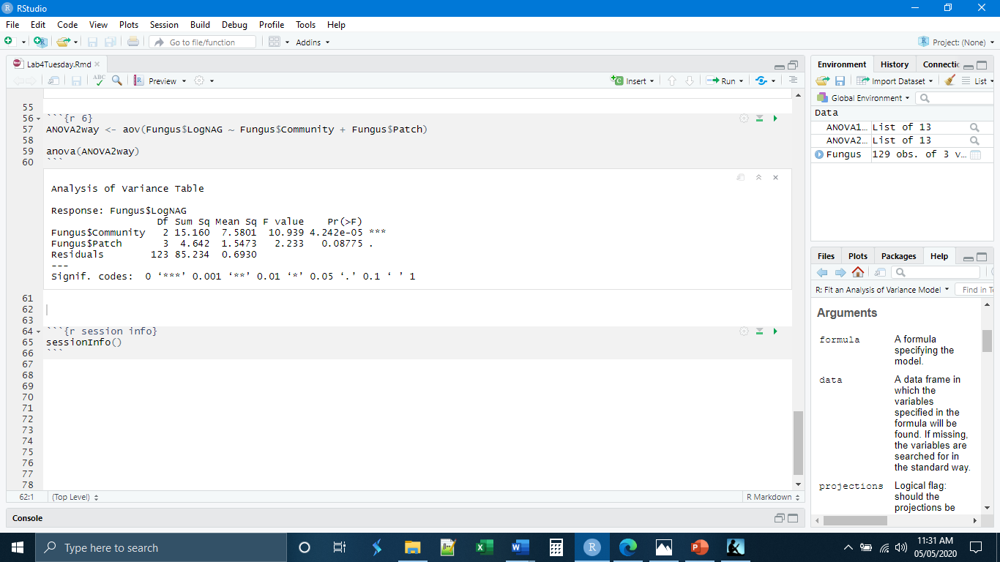 RStudio
File Edit Code View Plots Session Build Debug Profile Tools Help
Go to file/function Addins Project: (None)
Lab4Tuesday.Rmd
ABC Preview Insert Run
55
56 ```{r 6}
57 ANOVA2way <- aov(Fungus$LogNAG ~ Fungus$Community + Fungus$Patch)
58
59 anova(ANOVA2way)
60 ```
Analysis of Variance Table
Response: Fungus$LogNAG
Df Sum Sq Mean Sq F value Pr(>F)
Fungus$Community 2 15.160 7.5801 10.939 4.242e-05 ***
Fungus$Patch 3 4.642 1.5473 2.233 0.08775 .
Residuals 123 85.234 0.6930
---
Signif. codes: 0 ‘***’ 0.001 ‘**’ 0.01 ‘*’ 0.05 ‘.’ 0.1 ‘ ’ 1
61
62
63
64 ```{r session info}
65 sessionInfo()
66 ```
67
68
69
70
71
72
73
74
75
76
77
78
62:1 (Top Level) R Markdown
Console
Environment History Connectic
Import Dataset List
Global Environment
Data
ANOVA1… List of 13
ANOVA2… List of 13
Fungus 129 obs. of 3 v…
Files Plots Packages Help
R: Fit an Analysis of Variance Model Find in T
Arguments
formula A formula
specifying the
model.
data A data frame in
which the
variables
specified in the
formula will be
found. If missing,
the variables are
searched for in
the standard way.
projections Logical flag:
should the
projections be
Type here to search
11:31 AM
05/05/2020